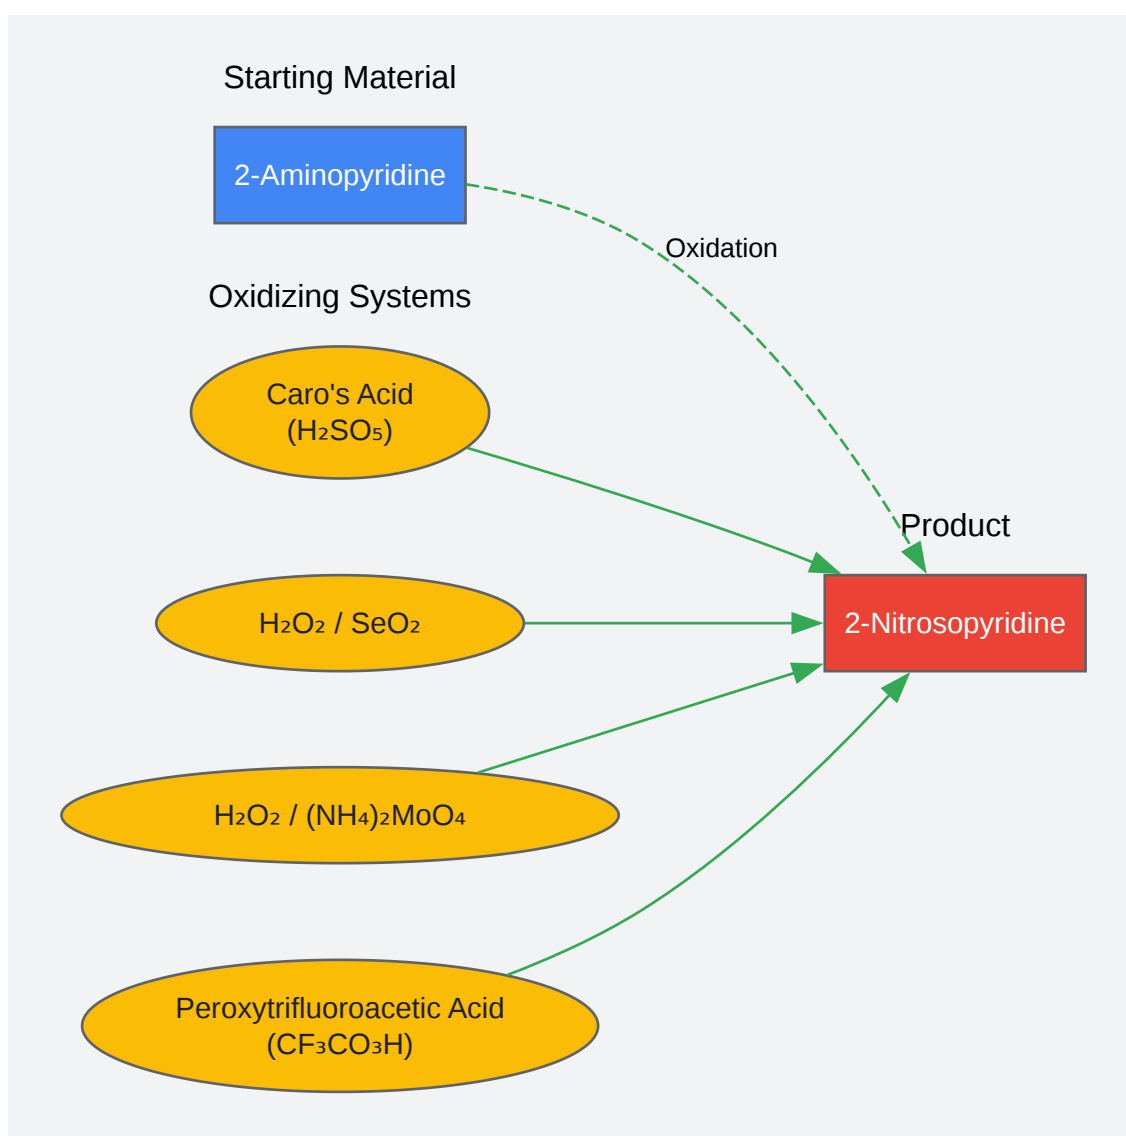 Starting Material
2-Aminopyridine
Oxidation
Oxidizing Systems
Caro's Acid
(H₂SO₅)
Product
H₂O₂ / SeO₂
2-Nitrosopyridine
H₂O₂ / (NH₄)₂MoO₄
Peroxytrifluoroacetic Acid
(CF₃CO₃H)